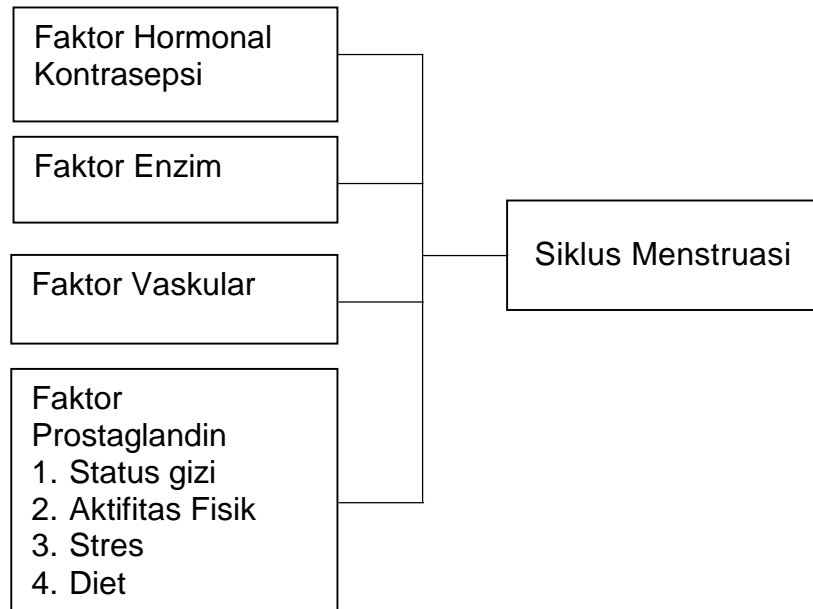 Faktor Hormonal
Kontrasepsi
Faktor Enzim
Faktor Vaskular
Faktor
Prostaglandin
1. Status gizi
2. Aktifitas Fisik
3. Stres
4. Diet
Siklus Menstruasi